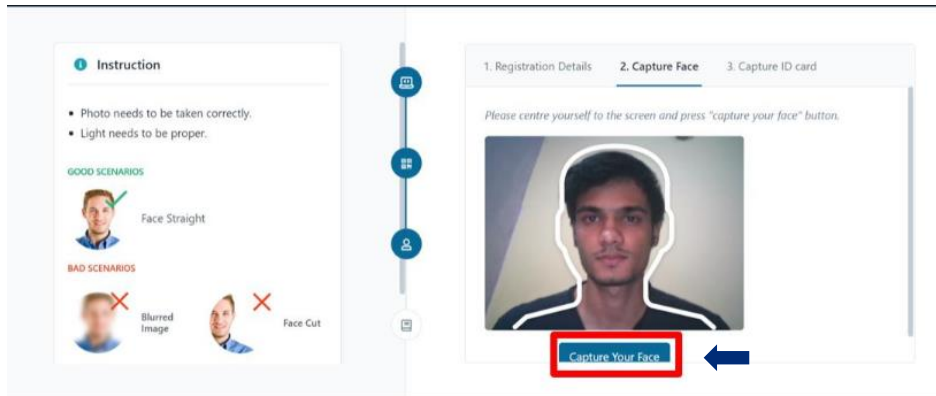 Instruction
• Photo needs to be taken correctly.
• Light needs to be proper.
GOOD SCENARIOS
Face Straight
BAD SCENARIOS
Blurred
Image
Face Cut
1. Registration Details 2. Capture Face 3. Capture ID card
Please centre yourself to the screen and press "capture your face" button.
Capture Your Face